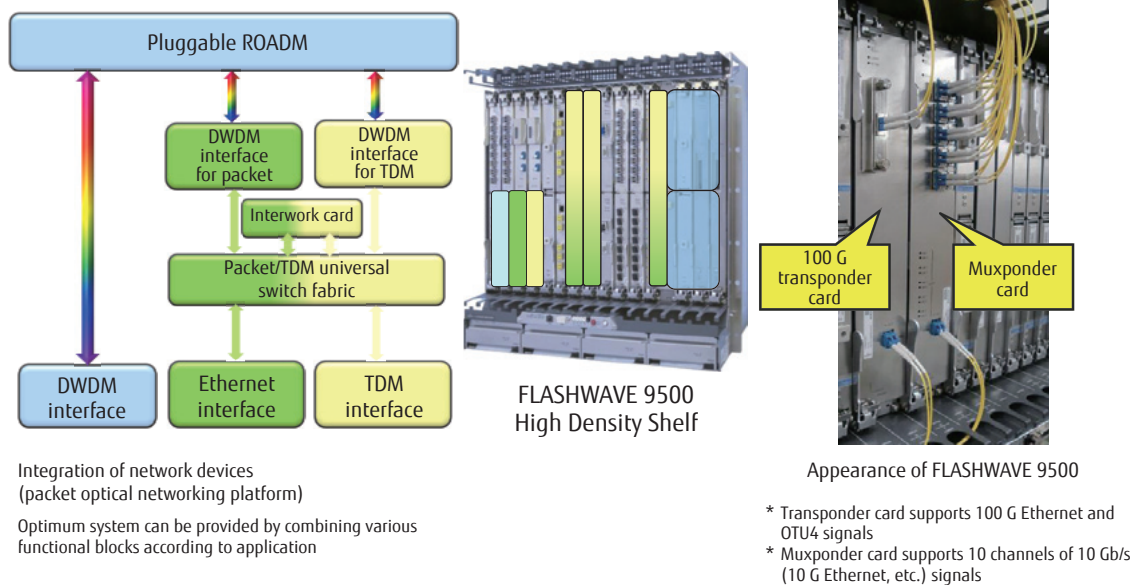 Pluggable ROADM
DWDM
interface
for packet
DWDM
interface
for TDM
Interwork card
Packet/TDM universal
switch fabric
DWDM
interface
Ethernet
interface
TDM
interface
FLASHWAVE 9500
High Density Shelf
100 G
transponder
card
Muxponder
card
Integration of network devices
(packet optical networking platform)
Optimum system can be provided by combining various
functional blocks according to application
Appearance of FLASHWAVE 9500
* Transponder card supports 100 G Ethernet and
OTU4 signals
* Muxponder card supports 10 channels of 10 Gb/s
(10 G Ethernet, etc.) signals